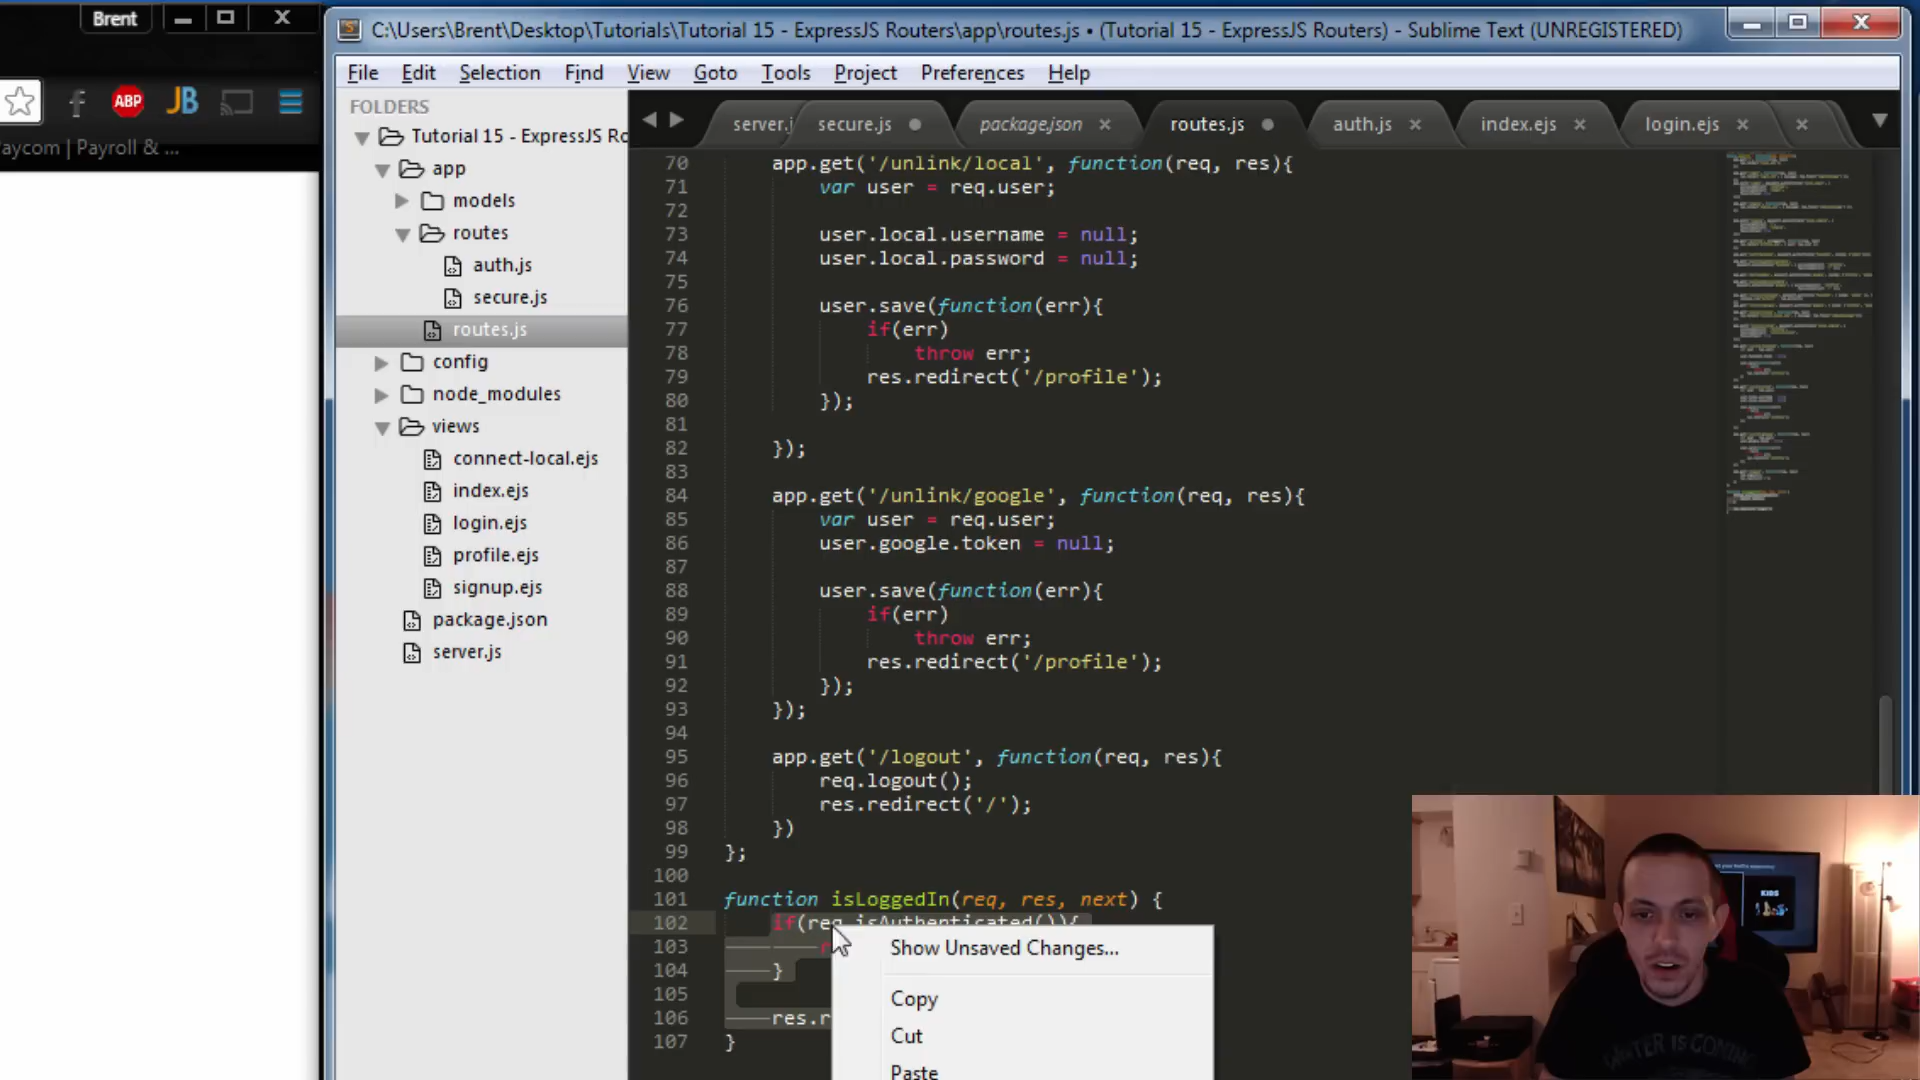 Brent
C:\Users\Brent\Desktop\Tutorials\Tutorial 15 - ExpressJS Routers\app\routes.js • (Tutorial 15 - ExpressJS Routers) - Sublime Text (UNREGISTERED)
File Edit Selection Find View Goto Tools Project Preferences Help
ABP JB
aycom | Payroll & ...
FOLDERS
Tutorial 15 - ExpressJS Ro
app
models
routes
auth.js
secure.js
routes.js
config
node_modules
views
connect-local.ejs
index.ejs
login.ejs
profile.ejs
signup.ejs
package.json
server.js
server.j secure.js package.json routes.js auth.js index.ejs login.ejs
70 app.get('/unlink/local', function(req, res){
71 var user = req.user;
72
73 user.local.username = null;
74 user.local.password = null;
75
76 user.save(function(err){
77 if(err)
78 throw err;
79 res.redirect('/profile');
80 });
81
82 });
83
84 app.get('/unlink/google', function(req, res){
85 var user = req.user;
86 user.google.token = null;
87
88 user.save(function(err){
89 if(err)
90 throw err;
91 res.redirect('/profile');
92 });
93 });
94
95 app.get('/logout', function(req, res){
96 req.logout();
97 res.redirect('/');
98 })
99 };
100
101 function isLoggedIn(req, res, next) {
102 if(req.isAuthenticated()){
103 r
104 }
105
106 res.r
107 }
Show Unsaved Changes...
Copy
Cut
Paste
KIDS